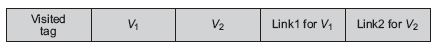 Visited tag V₁ V₂ Link1 for V₁ Link2 for V₂